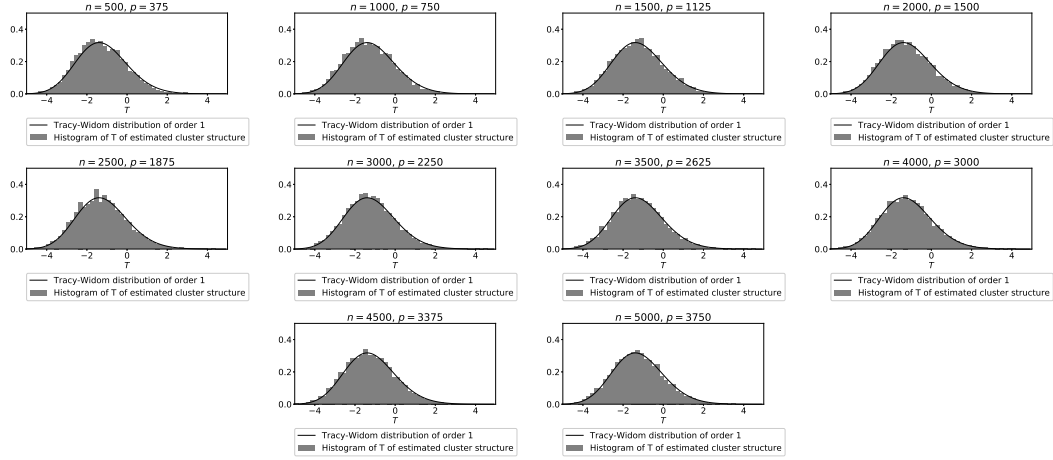 n = 500, p = 375
0.4
0.2
0.0
−4 −2 0 2 4
T
Tracy-Widom distribution of order 1
Histogram of T of estimated cluster structure
n = 1000, p = 750
0.4
0.2
0.0
−4 −2 0 2 4
T
Tracy-Widom distribution of order 1
Histogram of T of estimated cluster structure
n = 1500, p = 1125
0.4
0.2
0.0
−4 −2 0 2 4
T
Tracy-Widom distribution of order 1
Histogram of T of estimated cluster structure
n = 2000, p = 1500
0.4
0.2
0.0
−4 −2 0 2 4
T
Tracy-Widom distribution of order 1
Histogram of T of estimated cluster structure
n = 2500, p = 1875
0.4
0.2
0.0
−4 −2 0 2 4
T
Tracy-Widom distribution of order 1
Histogram of T of estimated cluster structure
n = 3000, p = 2250
0.4
0.2
0.0
−4 −2 0 2 4
T
Tracy-Widom distribution of order 1
Histogram of T of estimated cluster structure
n = 3500, p = 2625
0.4
0.2
0.0
−4 −2 0 2 4
T
Tracy-Widom distribution of order 1
Histogram of T of estimated cluster structure
n = 4000, p = 3000
0.4
0.2
0.0
−4 −2 0 2 4
T
Tracy-Widom distribution of order 1
Histogram of T of estimated cluster structure
n = 4500, p = 3375
0.4
0.2
0.0
−4 −2 0 2 4
T
Tracy-Widom distribution of order 1
Histogram of T of estimated cluster structure
n = 5000, p = 3750
0.4
0.2
0.0
−4 −2 0 2 4
T
Tracy-Widom distribution of order 1
Histogram of T of estimated cluster structure